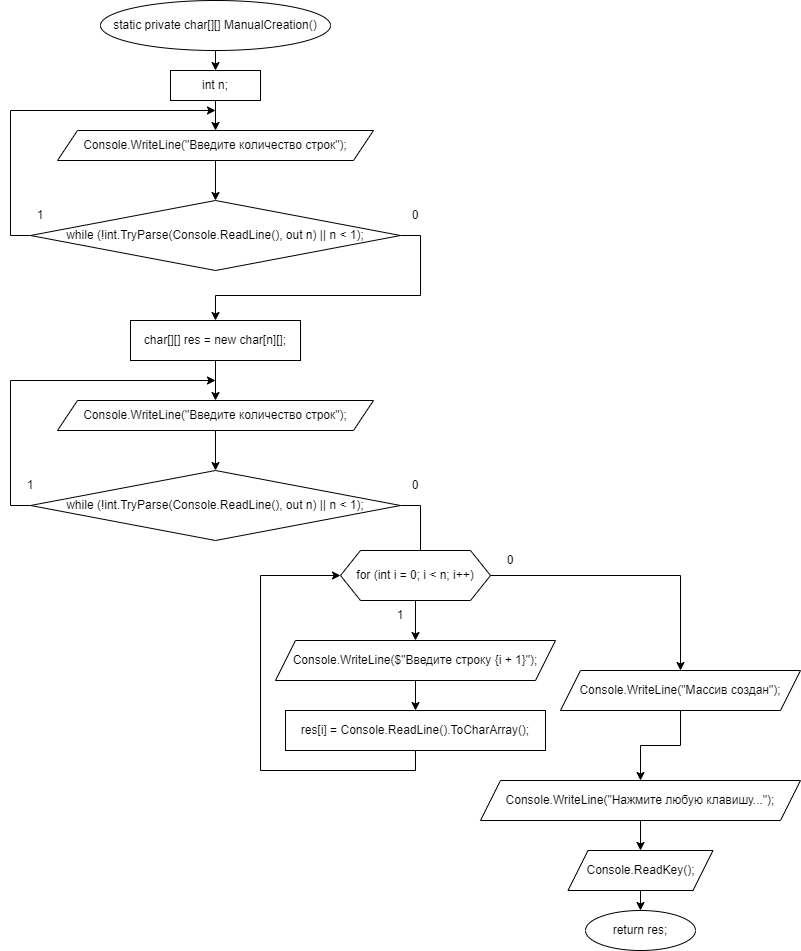 static private char[][] ManualCreation()
int n;
Console.WriteLine("Введите количество строк");
1
0
while (!int.TryParse(Console.ReadLine(), out n) || n < 1);
char[][] res = new char[n][];
Console.WriteLine("Введите количество строк");
1
0
while (!int.TryParse(Console.ReadLine(), out n) || n < 1);
0
for (int i = 0; i < n; i++)
1
Console.WriteLine($"Введите строку {i + 1}");
Console.WriteLine("Массив создан");
res[i] = Console.ReadLine().ToCharArray();
Console.WriteLine("Нажмите любую клавишу...");
Console.ReadKey();
return res;